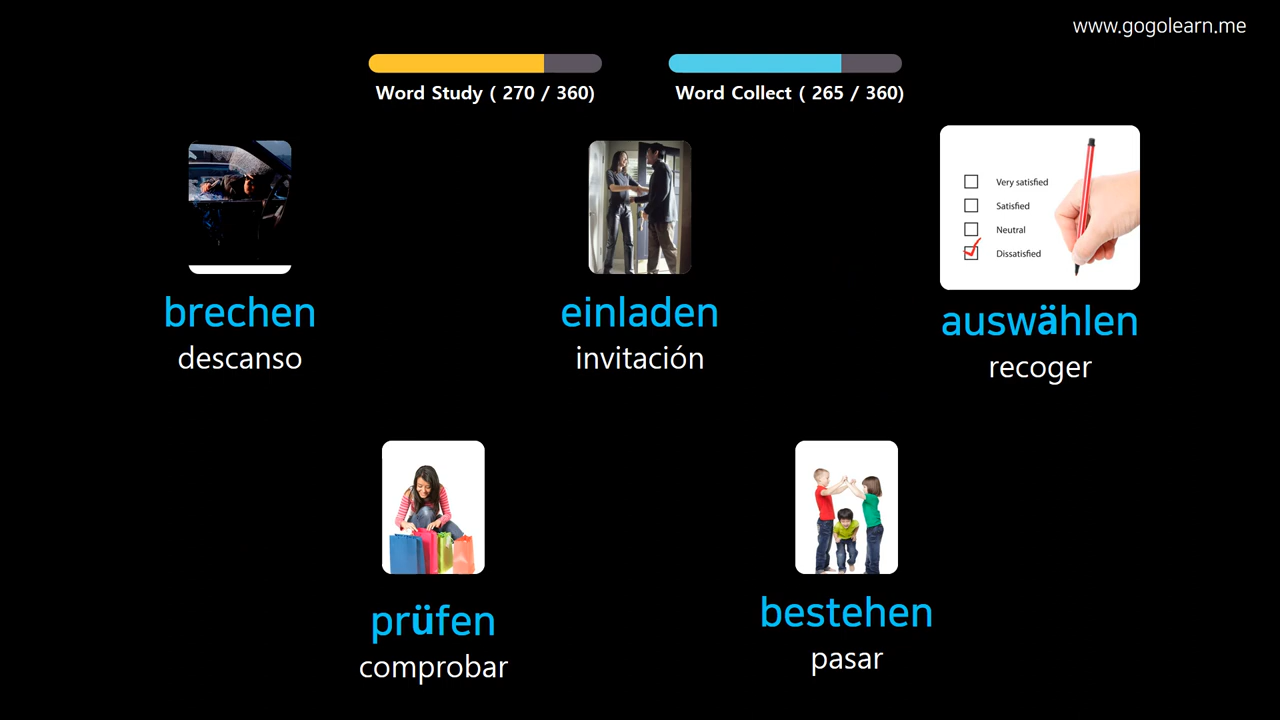 www.gogolearn.me
Word Study ( 270 / 360)
Word Collect ( 265 / 360)
Very satisfied
Satisfied
Neutral
Dissatisfied
brechen
descanso
einladen
invitación
auswählen
recoger
prüfen
comprobar
bestehen
pasar